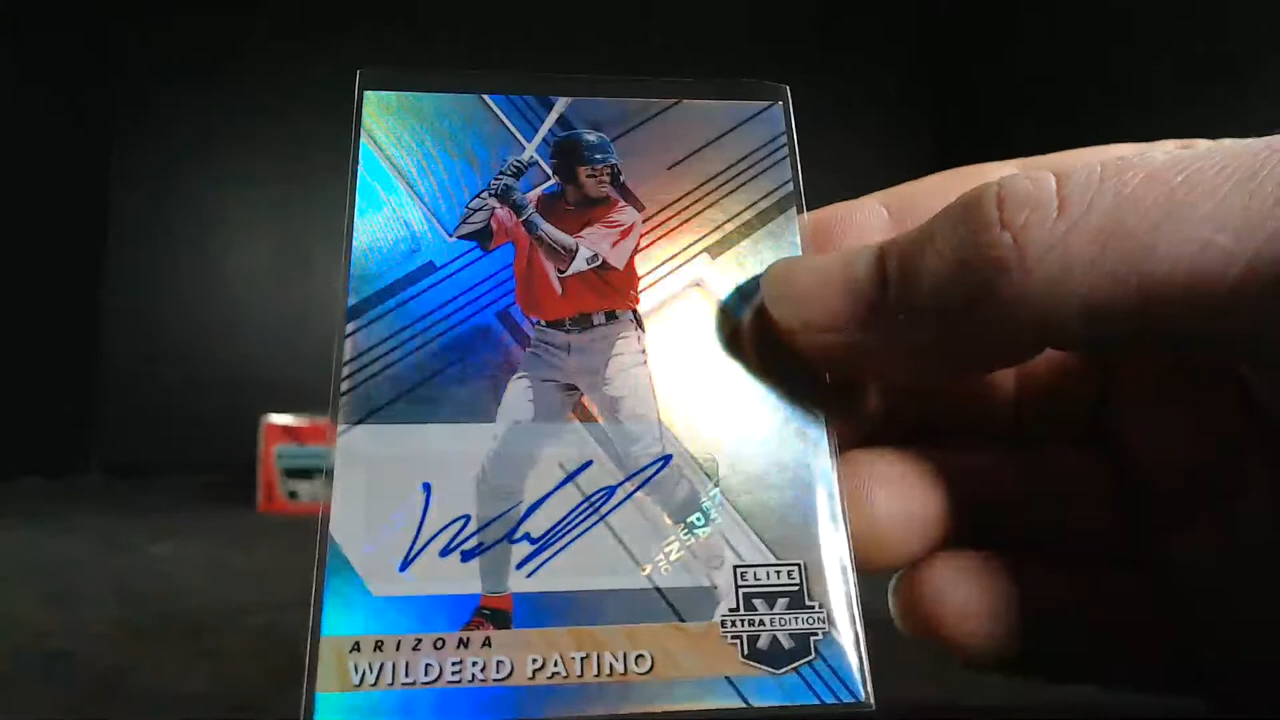 ELITE
EXTRA EDITION
X
ARIZONA
WILDERD PATINO